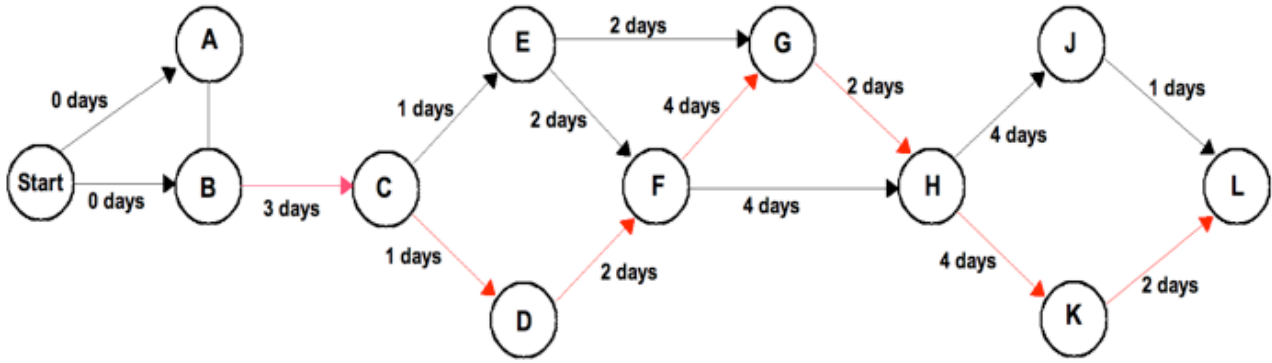 A
E
2 days
G
J
0 days
1 days
2 days
4 days
2 days
1 days
4 days
Start
B
C
F
H
L
0 days
3 days
4 days
1 days
2 days
4 days
2 days
D
K